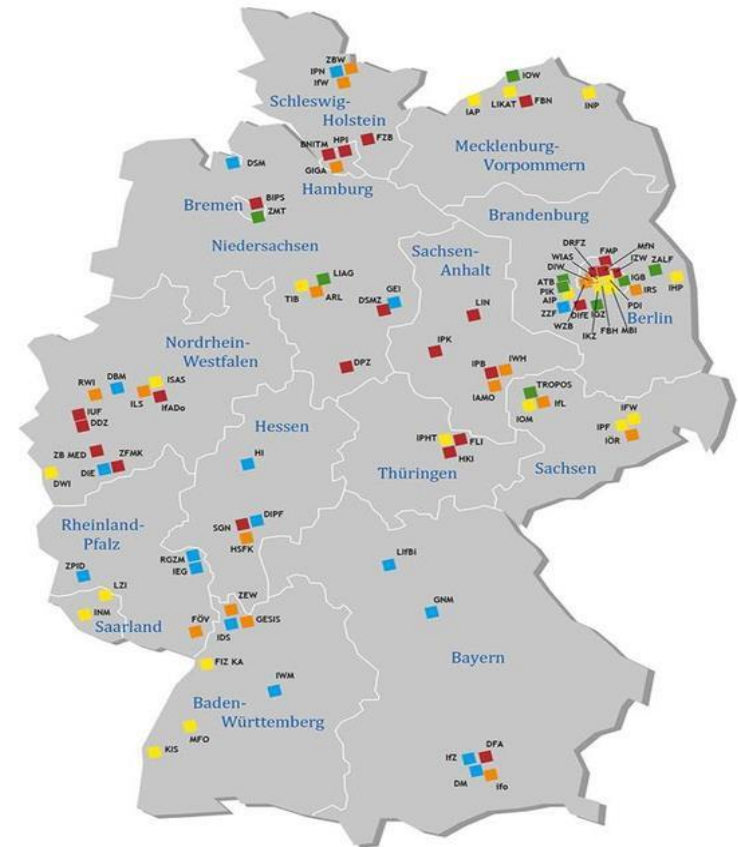 ZBW
IPN
IfW
Schleswig-
Holstein
IOW
IAP
LIKAT
FBN
INP
Mecklenburg-
Vorpommern
BNITM
HPI
FZB
GIGA
Hamburg
DSM
Bremen
BIPS
ZMT
Niedersachsen
Brandenburg
Sachsen-
Anhalt
DRFZ
FMP
MfN
WIAS
IZW
ZALF
DIW
ATB
IGB
IHP
PIK
IRS
AIP
PDI
ZZF
DIfE
IGZ
Berlin
WZB
FBH
MBI
IKZ
LIAG
TIB
ARL
GEI
DSMZ
LIN
IPK
DPZ
Nordrhein-
Westfalen
RWI
DBM
ISAS
ILS
IfADo
IUF
DDZ
ZB MED
ZFMK
DIE
DWI
IPB
IWH
IAMO
TROPOS
IOM
IfL
IFW
IPF
IÖR
Sachsen
Hessen
HI
IPHT
FLI
HKI
Thüringen
Rheinland-
Pfalz
SGN
DIPF
HSFK
ZPID
RGZM
IEG
LZI
INM
Saarland
ZEW
FÖV
GESIS
IDS
LIfBi
GNM
Bayern
FIZ KA
IWM
Baden-
Württemberg
MFO
KIS
IfZ
DFA
DM
Ifo